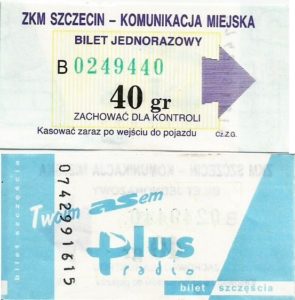 ZKM SZCZECIN – KOMUNIKACJA MIEJSKA
BILET JEDNORAZOWY
B 0249440
40 gr
ZACHOWAĆ DLA KONTROLI
Kasować zaraz po wejściu do pojazdu
CZ.Z.G.
bilet szczęścia
0742991615
Twoim asem
plus
radio
bilet szczęścia